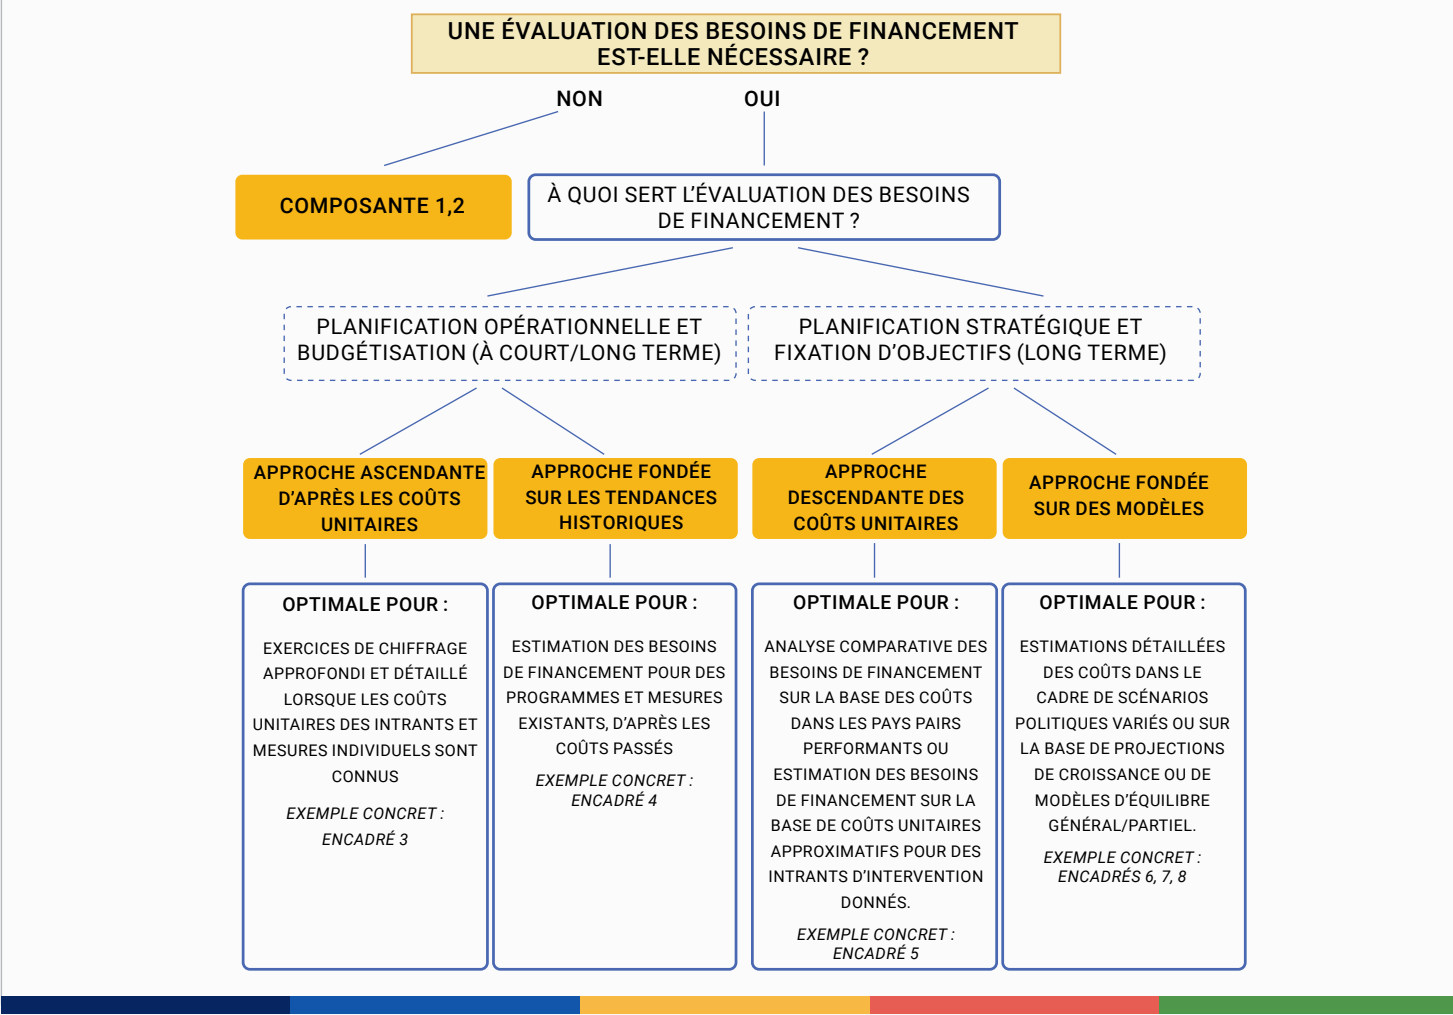 UNE ÉVALUATION DES BESOINS DE FINANCEMENT
EST-ELLE NÉCESSAIRE ?
NON
OUI
COMPOSANTE 1,2
À QUOI SERT L'ÉVALUATION DES BESOINS
DE FINANCEMENT ?
PLANIFICATION OPÉRATIONNELLE ET
BUDGÉTISATION (À COURT/LONG TERME)
PLANIFICATION STRATÉGIQUE ET
FIXATION D'OBJECTIFS (LONG TERME)
APPROCHE ASCENDANTE
D'APRÈS LES COÛTS
UNITAIRES
APPROCHE FONDÉE
SUR LES TENDANCES
HISTORIQUES
APPROCHE
DESCENDANTE DES
COÛTS UNITAIRES
APPROCHE FONDÉE
SUR DES MODÈLES
OPTIMALE POUR :
EXERCICES DE CHIFFRAGE
APPROFONDI ET DÉTAILLÉ
LORSQUE LES COÛTS
UNITAIRES DES INTRANTS ET
MESURES INDIVIDUELS SONT
CONNUS
EXEMPLE CONCRET :
ENCADRÉ 3
OPTIMALE POUR :
ESTIMATION DES BESOINS
DE FINANCEMENT POUR DES
PROGRAMMES ET MESURES
EXISTANTS, D'APRÈS LES
COÛTS PASSÉS
EXEMPLE CONCRET :
ENCADRÉ 4
OPTIMALE POUR :
ANALYSE COMPARATIVE DES
BESOINS DE FINANCEMENT
SUR LA BASE DES COÛTS
DANS LES PAYS PAIRS
PERFORMANTS OU
ESTIMATION DES BESOINS
DE FINANCEMENT SUR LA
BASE DE COÛTS UNITAIRES
APPROXIMATIFS POUR DES
INTRANTS D'INTERVENTION
DONNÉS.
EXEMPLE CONCRET :
ENCADRÉ 5
OPTIMALE POUR :
ESTIMATIONS DÉTAILLÉES
DES COÛTS DANS LE
CADRE DE SCÉNARIOS
POLITIQUES VARIÉS OU SUR
LA BASE DE PROJECTIONS
DE CROISSANCE OU DE
MODÈLES D'ÉQUILIBRE
GÉNÉRAL/PARTIEL.
EXEMPLE CONCRET :
ENCADRÉS 6, 7, 8